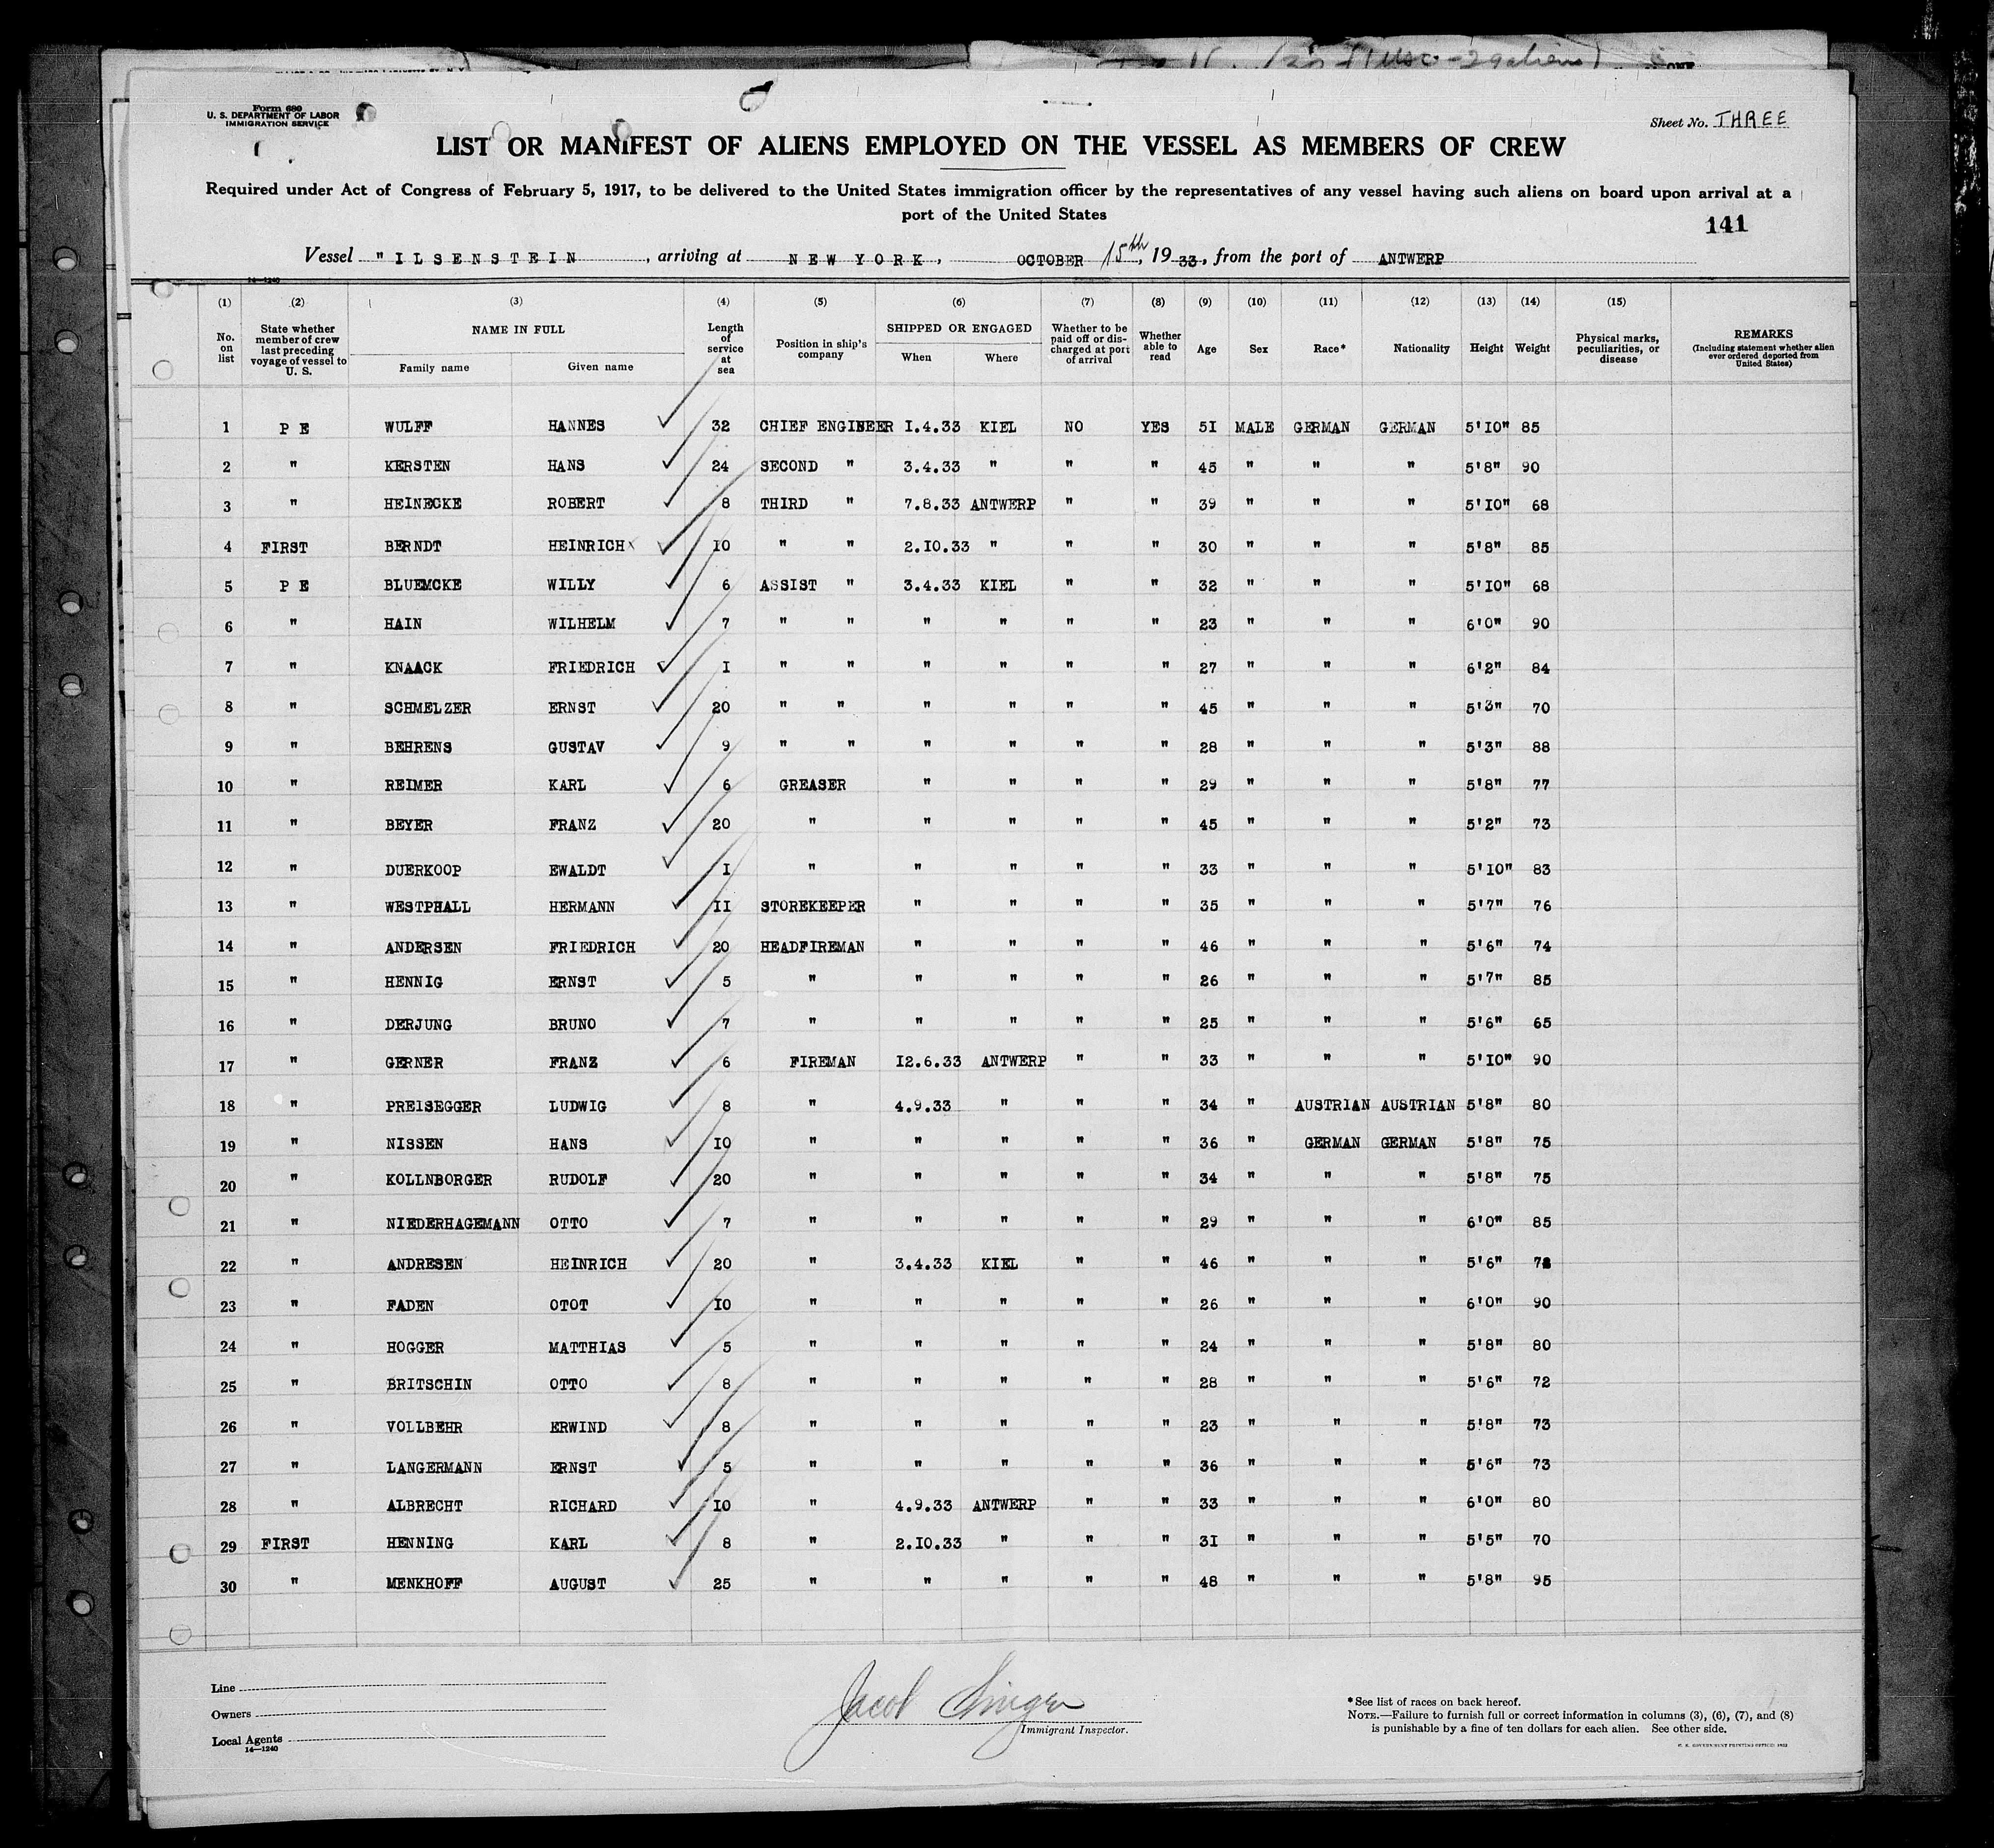 Form 680
U. S. DEPARTMENT OF LABOR
IMMIGRATION SERVICE
Sheet No. THREE
LIST OR MANIFEST OF ALIENS EMPLOYED ON THE VESSEL AS MEMBERS OF CREW
Required under Act of Congress of February 5, 1917, to be delivered to the United States immigration officer by the representatives of any vessel having such aliens on board upon arrival at a
port of the United States
141
Vessel "ILSENSTEIN, arriving at NEW YORK, OCTOBER 15th, 1933, from the port of ANTWERP
14—1240
(1) (2) (3) (4) (5) (6) (7) (8) (9) (10) (11) (12) (13) (14) (15)
No. on list | State whether member of crew last preceding voyage of vessel to U. S. | NAME IN FULL Family name Given name | Length of service at sea | Position in ship's company | SHIPPED OR ENGAGED When Where | Whether to be paid off or discharged at port of arrival | Whether able to read | Age | Sex | Race* | Nationality | Height | Weight | Physical marks, peculiarities, or disease | REMARKS (Including statement whether alien ever ordered deported from United States)
1 P E WULFF HANNES 32 CHIEF ENGINEER I.4.33 KIEL NO YES 5I MALE GERMAN GERMAN 5'IO" 85
2 " KERSTEN HANS 24 SECOND " 3.4.33 " " " 45 " " " 5'8" 90
3 " HEINECKE ROBERT 8 THIRD " 7.8.33 ANTWERP " " 39 " " " 5'IO" 68
4 FIRST BERNDT HEINRICH IO " " 2.IO.33 " " " 30 " " " 5'8" 85
5 P E BLUEMCKE WILLY 6 ASSIST " 3.4.33 KIEL " " 32 " " " 5'IO" 68
6 " HAIN WILHELM 7 " " " " " " 23 " " " 6'0" 90
7 " KNAACK FRIEDRICH I " " " " " " 27 " " " 6'2" 84
8 " SCHMELZER ERNST 20 " " " " " " 45 " " " 5'3" 70
9 " BEHRENS GUSTAV 9 " " " " " " 28 " " " 5'3" 88
10 " REIMER KARL 6 GREASER " " " " 29 " " " 5'8" 77
11 " BEYER FRANZ 20 " " " " " 45 " " " 5'2" 73
12 " DUERKOOP EWALDT I " " " " " 33 " " " 5'IO" 83
13 " WESTPHALL HERMANN II STOREKEEPER " " " " 35 " " " 5'7" 76
14 " ANDERSEN FRIEDRICH 20 HEADFIREMAN " " " " 46 " " " 5'6" 74
15 " HENNIG ERNST 5 " " " " " 26 " " " 5'7" 85
16 " DERJUNG BRUNO 7 " " " " " 25 " " " 5'6" 65
17 " GERNER FRANZ 6 FIREMAN I2.6.33 ANTWERP " " 33 " " " 5'IO" 90
18 " PREISEGGER LUDWIG 8 " 4.9.33 " " " 34 " AUSTRIAN AUSTRIAN 5'8" 80
19 " NISSEN HANS IO " " " " " 36 " GERMAN GERMAN 5'8" 75
20 " KOLLNBORGER RUDOLF 20 " " " " " 34 " " " 5'8" 75
21 " NIEDERHAGEMANN OTTO 7 " " " " " 29 " " " 6'0" 85
22 " ANDRESEN HEINRICH 20 " 3.4.33 KIEL " " 46 " " " 5'6"
23 " FADEN OTOT IO " " " " " 26 " " " 6'0" 90
24 " HOGGER MATTHIAS 5 " " " " " 24 " " " 5'8" 80
25 " BRITSCHIN OTTO 8 " " " " " 28 " " " 5'6" 72
26 " VOLLBEHR ERWIND 8 " " " " " 23 " " " 5'8" 73
27 " LANGERMANN ERNST 5 " " " " " 36 " " " 5'6" 73
28 " ALBRECHT RICHARD IO " 4.9.33 ANTWERP " " 33 " " " 6'0" 80
29 FIRST HENNING KARL 8 " 2.IO.33 " " " 3I " " " 5'5" 70
30 " MENKHOFF AUGUST 25 " " " " " 48 " " " 5'8" 95
Line
Owners
Local Agents
14—1240
Jacob Singer
Immigrant Inspector.
*See list of races on back hereof.
NOTE.—Failure to furnish full or correct information in columns (3), (6), (7), and (8)
is punishable by a fine of ten dollars for each alien. See other side.